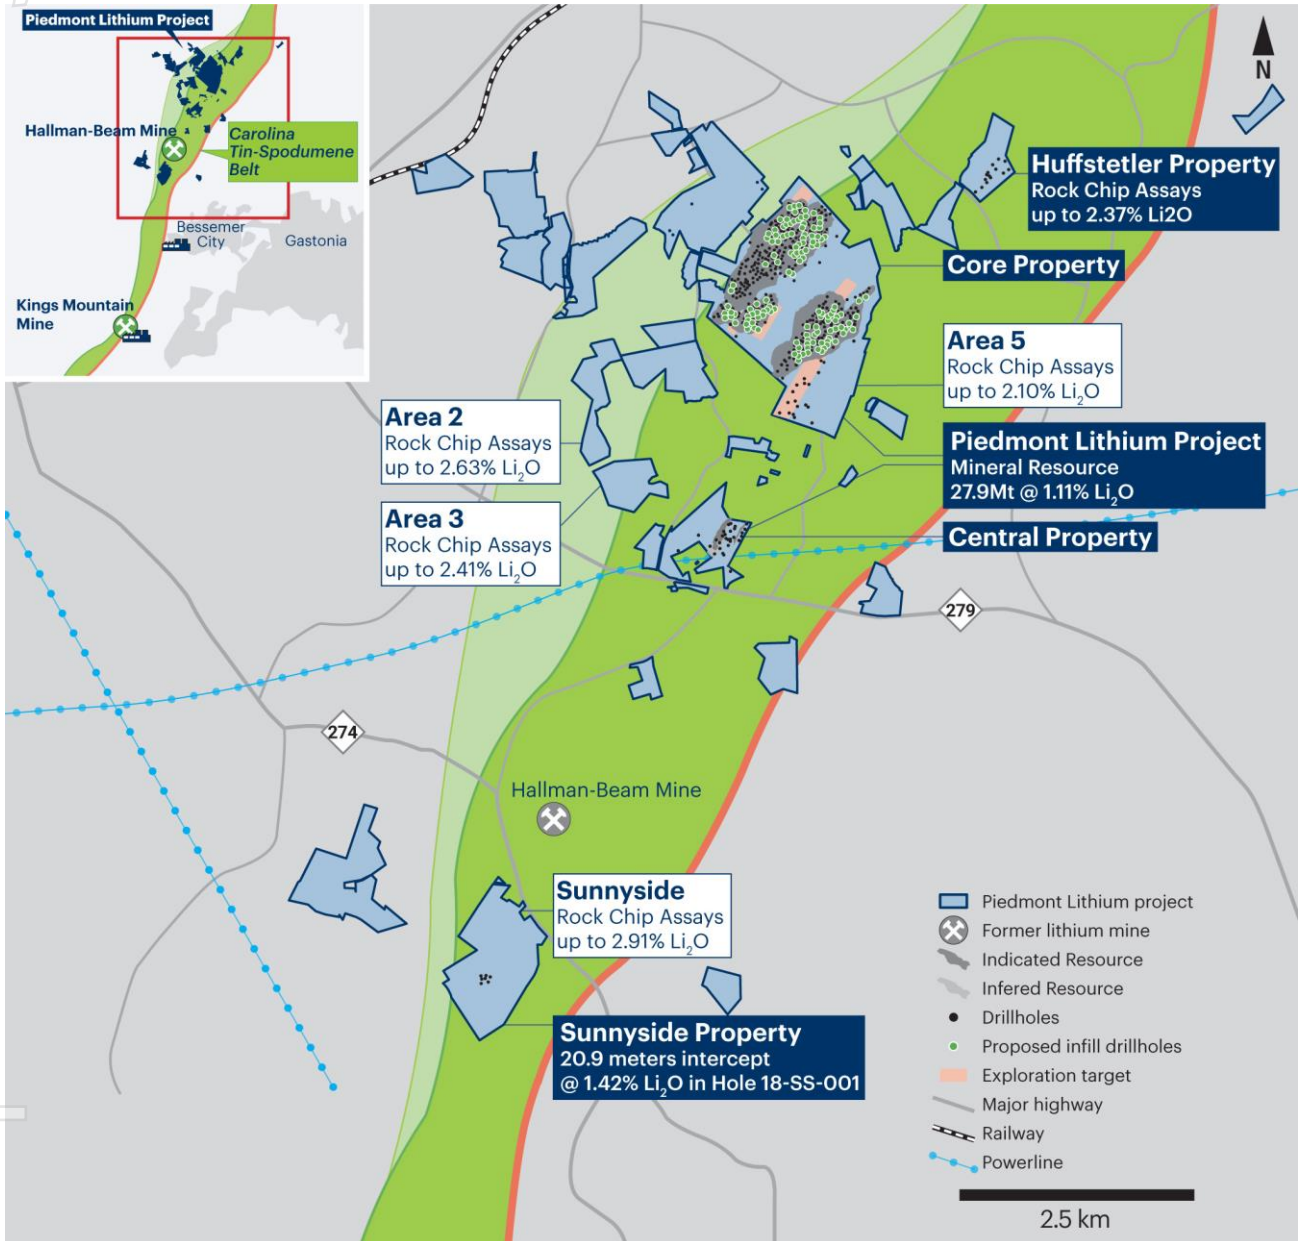 Piedmont Lithium Project
Hallman-Beam Mine
Carolina
Tin-Spodumene
Belt
Bessemer
City
Gastonia
Kings Mountain
Mine
N
Huffstetler Property
Rock Chip Assays
up to 2.37% Li2O
Core Property
Area 5
Rock Chip Assays
up to 2.10% Li₂O
Area 2
Rock Chip Assays
up to 2.63% Li₂O
Piedmont Lithium Project
Mineral Resource
27.9Mt @ 1.11% Li₂O
Area 3
Rock Chip Assays
up to 2.41% Li₂O
Central Property
279
274
Hallman-Beam Mine
Sunnyside
Rock Chip Assays
up to 2.91% Li₂O
Sunnyside Property
20.9 meters intercept
@ 1.42% Li₂O in Hole 18-SS-001
Piedmont Lithium project
Former lithium mine
Indicated Resource
Infered Resource
Drillholes
Proposed infill drillholes
Exploration target
Major highway
Railway
Powerline
2.5 km